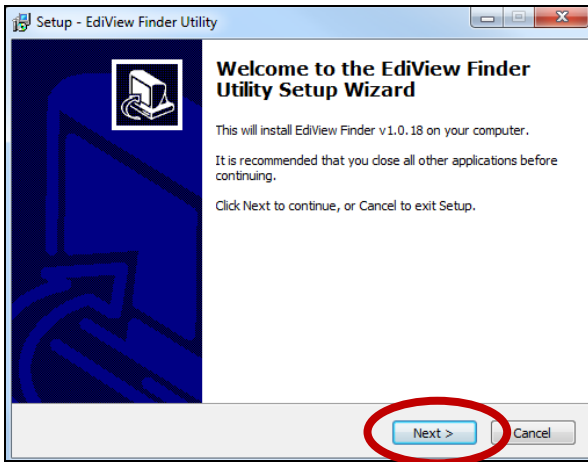 Setup - EdiView Finder Utility
Welcome to the EdiView Finder
Utility Setup Wizard
This will install EdiView Finder v1.0.18 on your computer.
It is recommended that you close all other applications before
continuing.
Click Next to continue, or Cancel to exit Setup.
Next >
Cancel